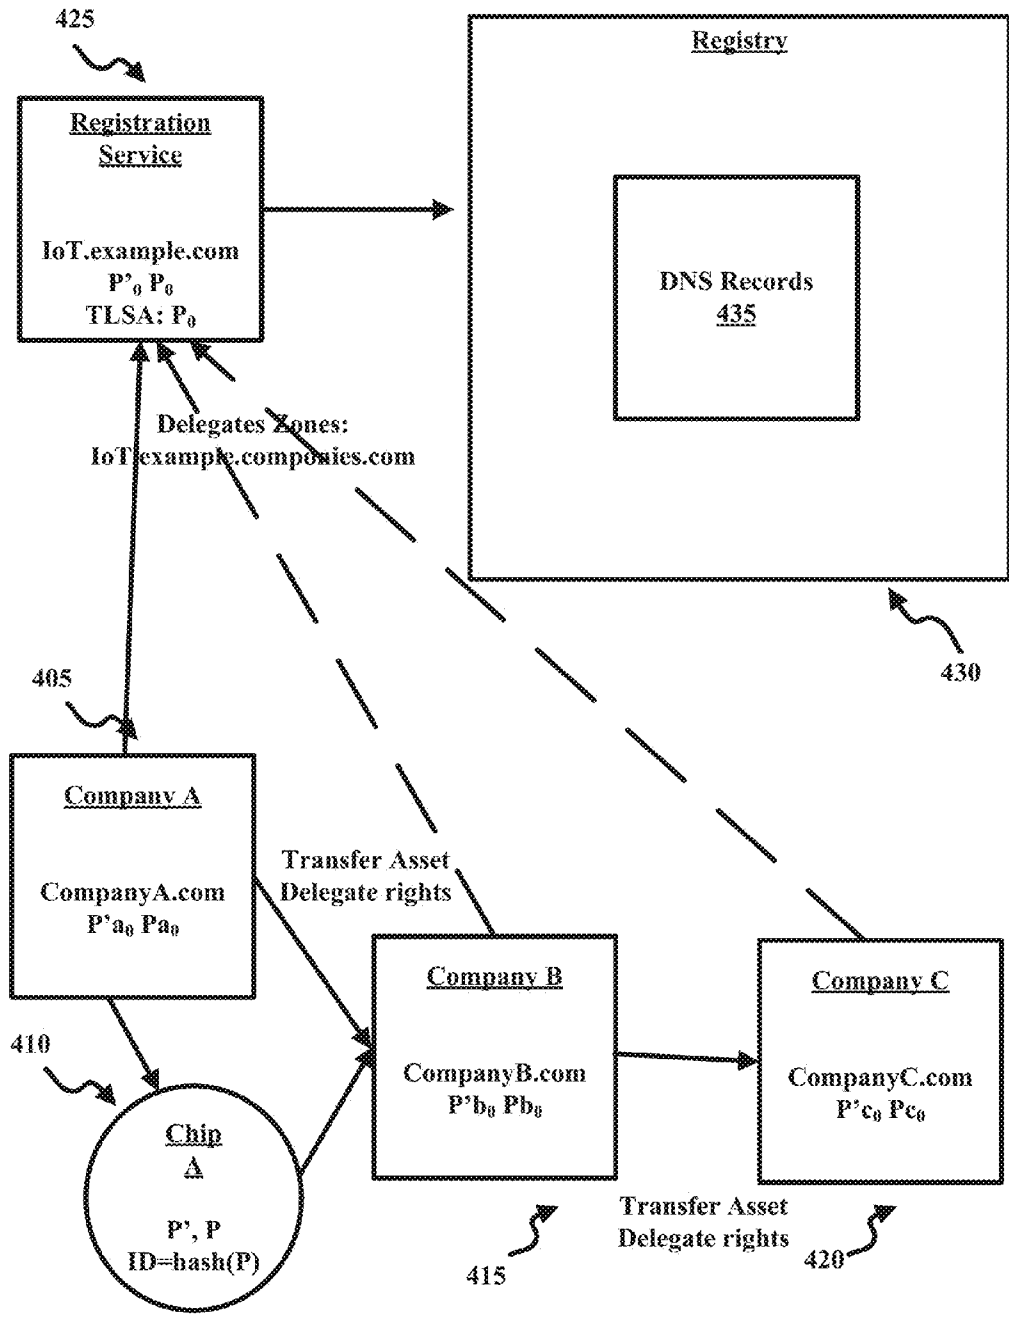 425
Registration
Service
IoT.example.com
P'₀ P₀
TLSA: P₀
Registry
DNS Records
435
430
Delegates Zones:
IoT.example.componies.com
405
Company A
CompanyA.com
P'a₀ Pa₀
Transfer Asset
Delegate rights
410
Chip
A
P', P
ID=hash(P)
Company B
CompanyB.com
P'b₀ Pb₀
415
Transfer Asset
Delegate rights
Company C
CompanyC.com
P'c₀ Pc₀
420